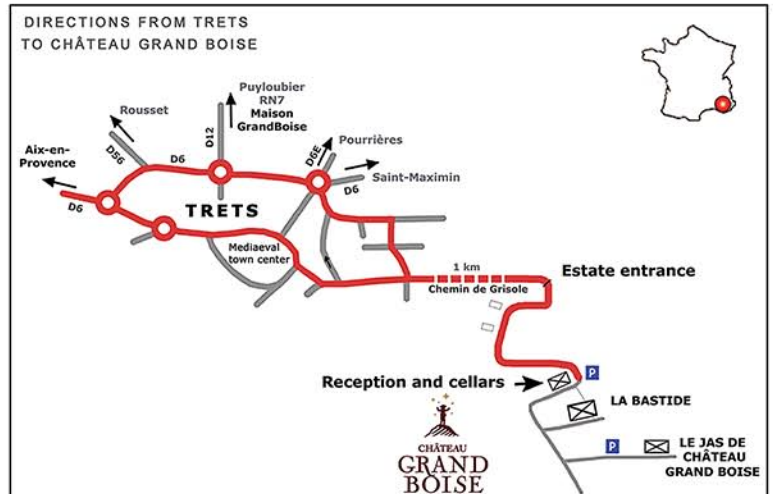 DIRECTIONS FROM TRETS
TO CHÂTEAU GRAND BOISE
Puyloubier
RN7
Maison
GrandBoise
Rousset
D12
D6E
Pourrières
Aix-en-
Provence
D56
D6
Saint-Maximin
D6
D6
TRETS
Mediaeval
town center
1 km
Chemin de Grisole
Estate entrance
P
Reception and cellars
LA BASTIDE
P
LE JAS DE
CHÂTEAU
GRAND BOISE
CHÂTEAU
GRAND
BOISE